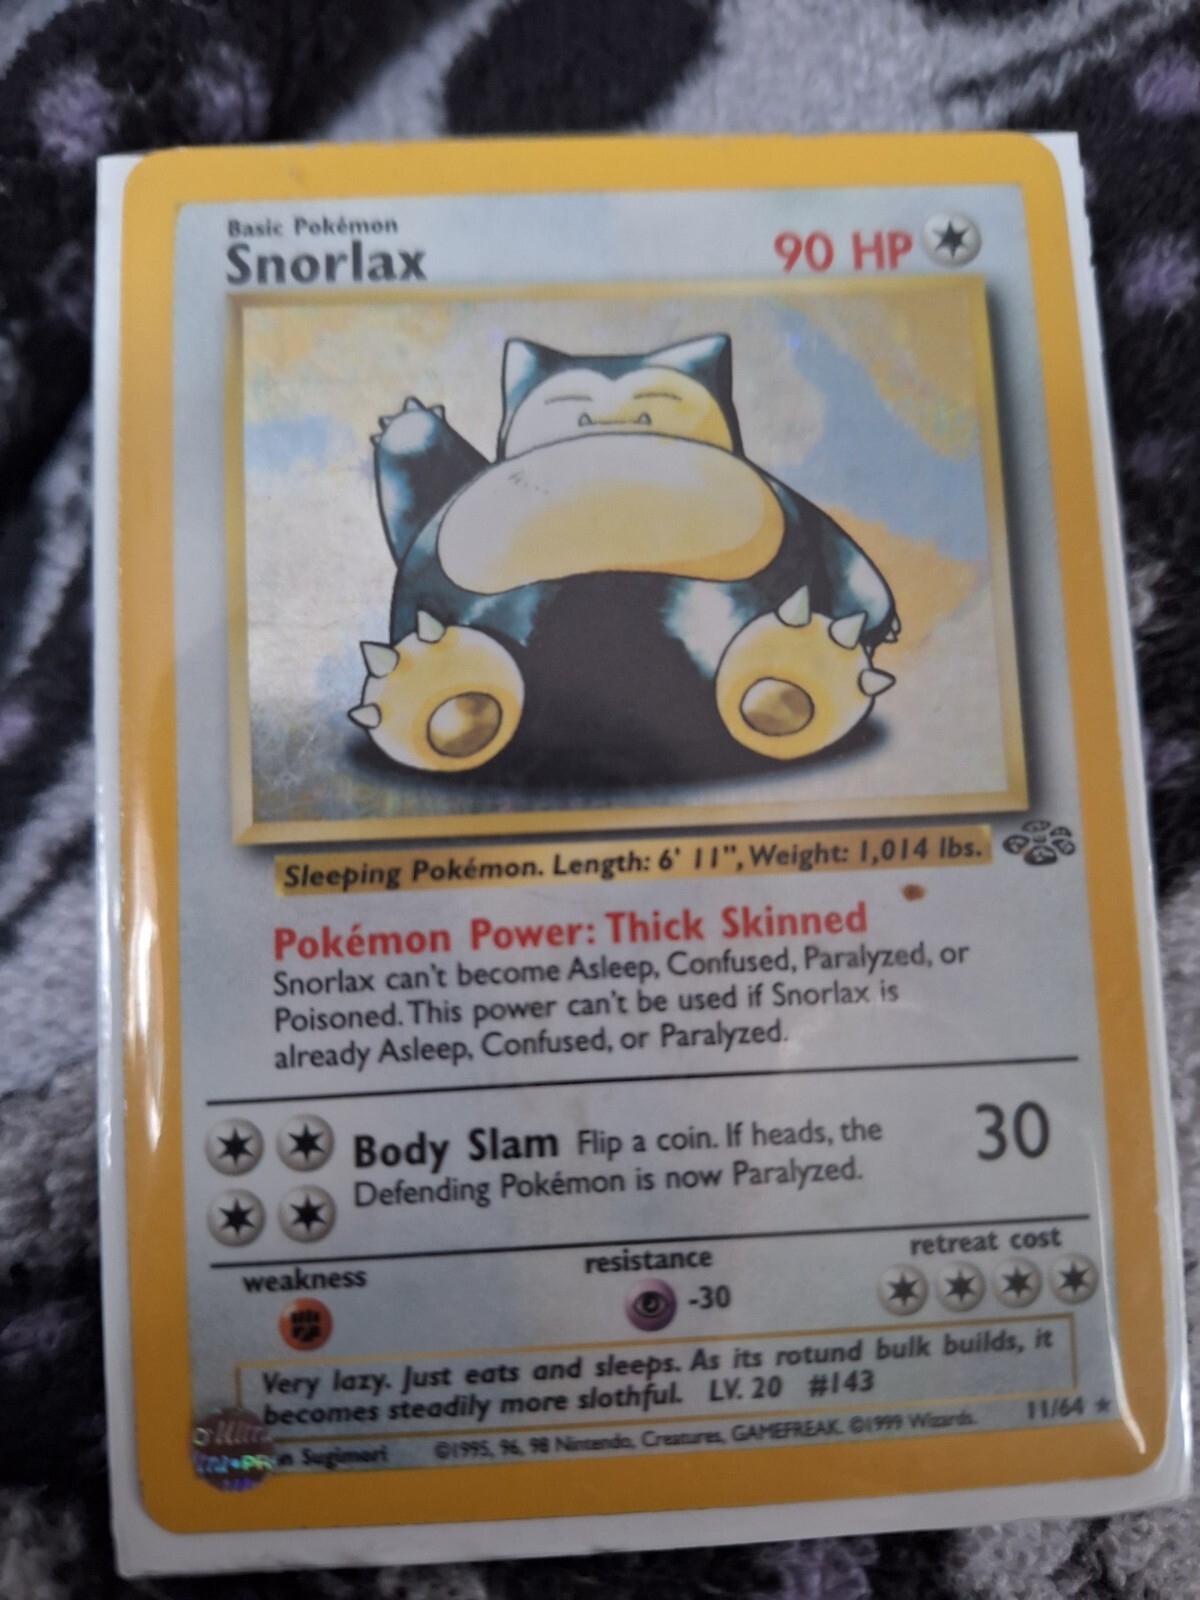 Basic Pokémon
Snorlax
90 HP
Sleeping Pokémon. Length: 6' 11", Weight: 1,014 lbs.
Pokémon Power: Thick Skinned
Snorlax can't become Asleep, Confused, Paralyzed, or
Poisoned. This power can't be used if Snorlax is
already Asleep, Confused, or Paralyzed.
Body Slam Flip a coin. If heads, the 30
Defending Pokémon is now Paralyzed.
weakness
resistance
retreat cost
-30
Very lazy. Just eats and sleeps. As its rotund bulk builds, it
becomes steadily more slothful. LV. 20 #143
Sugimori ©1995, 96, 98 Nintendo, Creatures, GAMEFREAK. ©1999 Wizards. 11/64 ★